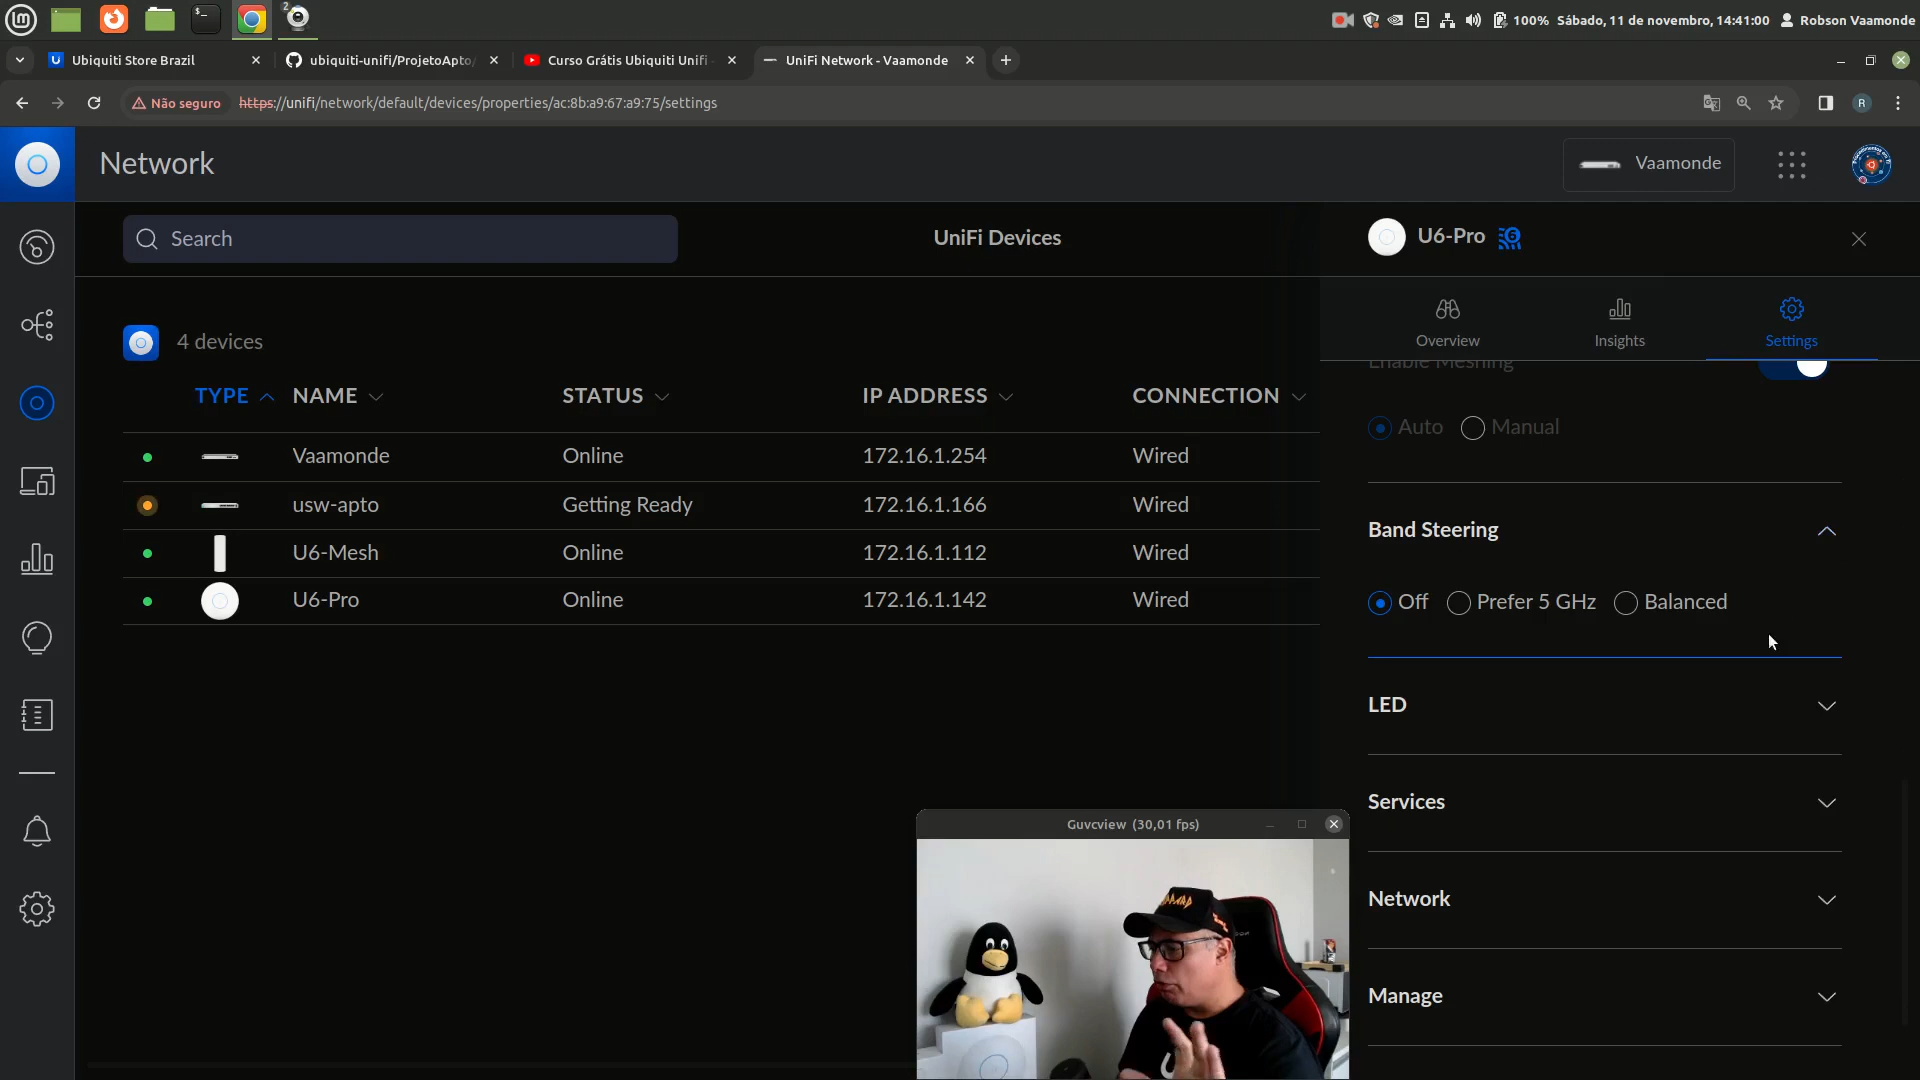 2
100% Sábado, 11 de novembro, 14:41:00 Robson Vaamonde
Ubiquiti Store Brazil
ubiquiti-unifi/ProjetoApto/
Curso Grátis Ubiquiti Unifi -
UniFi Network - Vaamonde
Não seguro https://unifi/network/default/devices/properties/ac:8b:a9:67:a9:75/settings
R
Network
Vaamonde
Search
UniFi Devices
U6-Pro
Overview
Insights
Settings
4 devices
Enable Meshing
TYPE NAME STATUS IP ADDRESS CONNECTION
Auto Manual
Vaamonde Online 172.16.1.254 Wired
usw-apto Getting Ready 172.16.1.166 Wired
U6-Mesh Online 172.16.1.112 Wired
U6-Pro Online 172.16.1.142 Wired
Band Steering
Off Prefer 5 GHz Balanced
LED
Services
Network
Manage
Guvcview (30,01 fps)